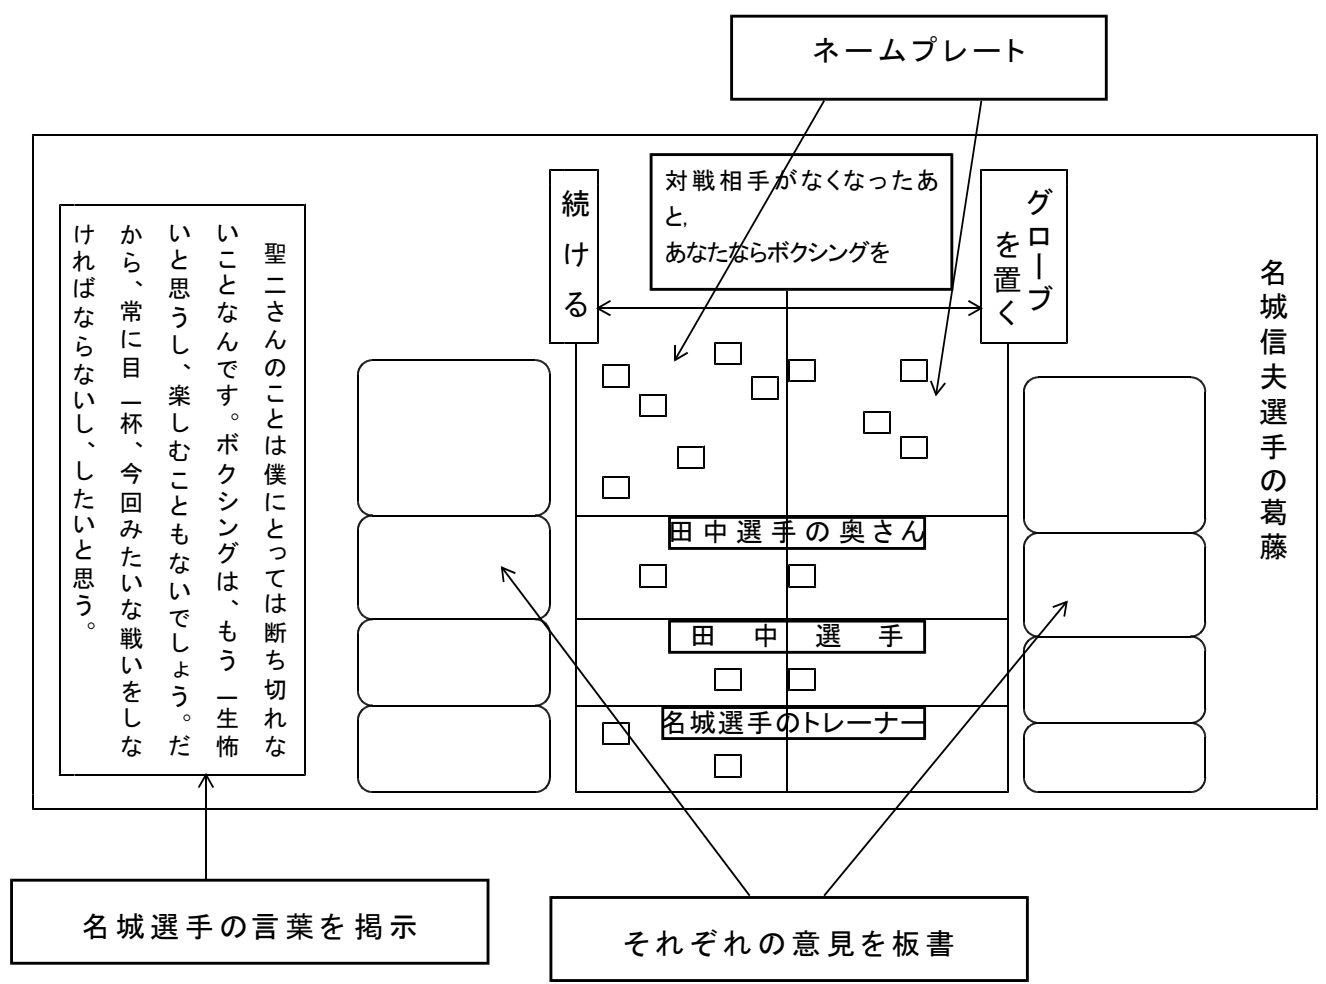 ネームプレート
名城信夫選手の葛藤
グローブ
を置く
対戦相手がなくなったあ
と,
あなたならボクシングを
続ける
田中選手の奥さん
田中選手
名城選手のトレーナー
聖二さんのことは僕にとっては断ち切れな
いことなんです。ボクシングは、もう一生怖
いと思うし、楽しむこともないでしょう。だ
から、常に目一杯、今回みたいな戦いをしな
ければならないし、したいと思う。
名城選手の言葉を掲示
それぞれの意見を板書